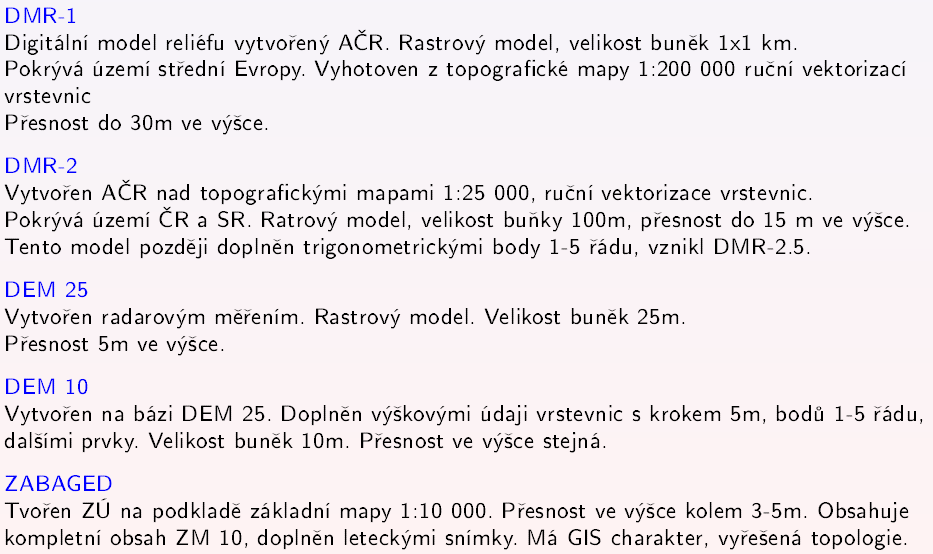 DMR-1
Digitální model reliéfu vytvořený AČR. Rastrový model, velikost buněk 1x1 km.
Pokrývá území střední Evropy. Vyhotoven z topografické mapy 1:200 000 ruční vektorizací
vrstevnic
Přesnost do 30m ve výšce.
DMR-2
Vytvořen AČR nad topografickými mapami 1:25 000, ruční vektorizace vrstevnic.
Pokrývá území ČR a SR. Ratrový model, velikost buňky 100m, přesnost do 15 m ve výšce.
Tento model později doplněn trigonometrickými body 1-5 řádu, vznikl DMR-2.5.
DEM 25
Vytvořen radarovým měřením. Rastrový model. Velikost buněk 25m.
Přesnost 5m ve výšce.
DEM 10
Vytvořen na bázi DEM 25. Doplněn výškovými údaji vrstevnic s krokem 5m, bodů 1-5 řádu,
dalšími prvky. Velikost buněk 10m. Přesnost ve výšce stejná.
ZABAGED
Tvořen ZÚ na podkladě základní mapy 1:10 000. Přesnost ve výšce kolem 3-5m. Obsahuje
kompletní obsah ZM 10, doplněn leteckými snímky. Má GIS charakter, vyřešená topologie.